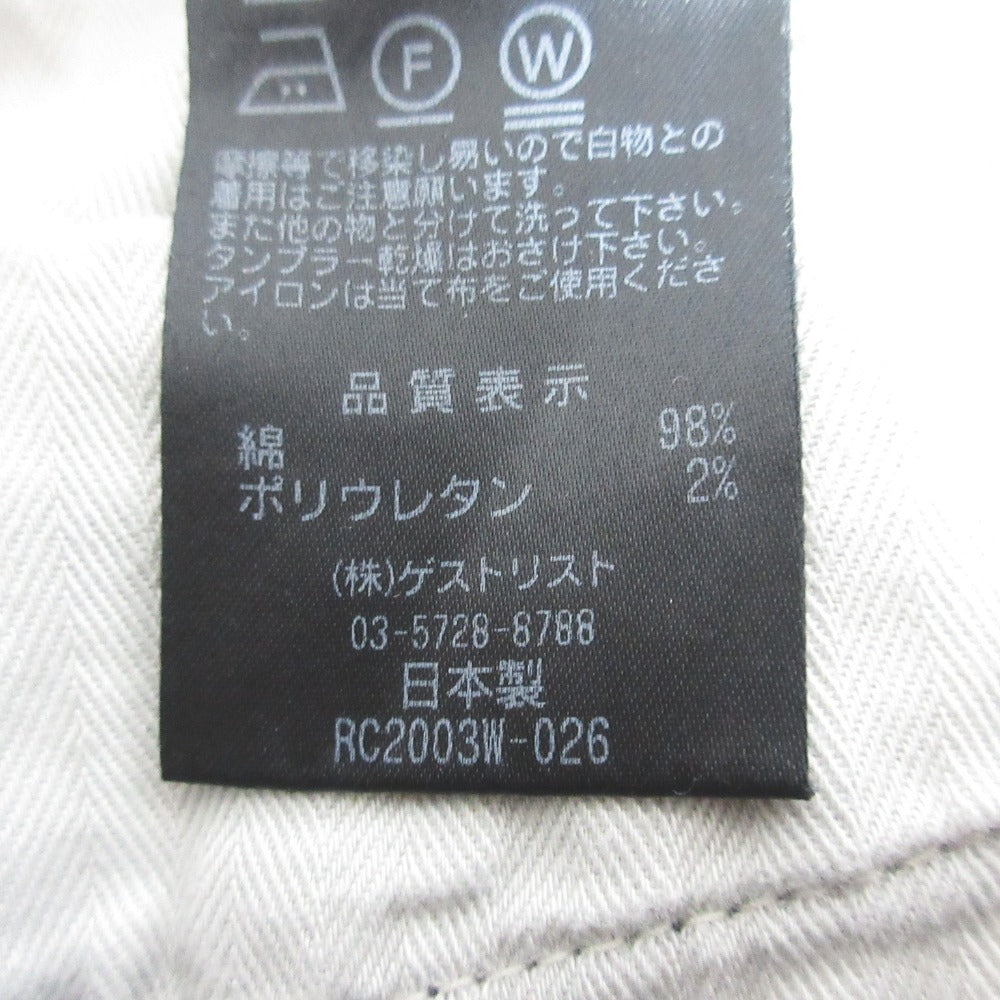 F W
摩擦等で移染し易いので白物との
着用はご注意願います。
また他の物と分けて洗って下さい。
タンブラー乾燥はおさけ下さい。
アイロンは当て布をご使用くださ
い。
品質表示
綿 98%
ポリウレタン 2%
(株)ゲストリスト
03-5728-8788
日本製
RC2003W-026